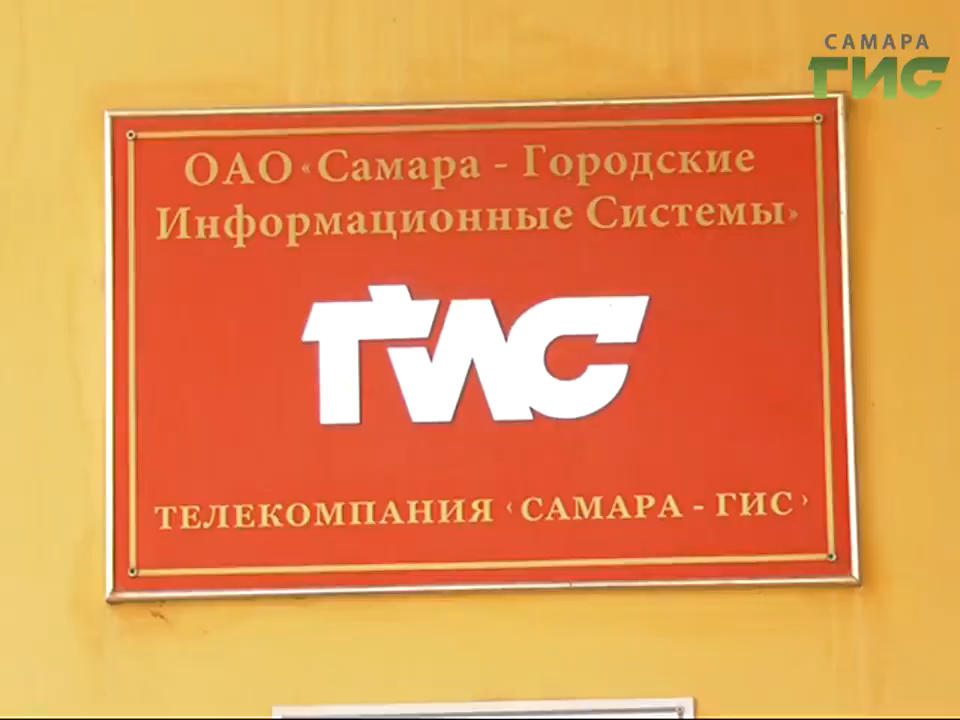 САМАРА
ГИС
ОАО «Самара - Городские
Информационные Системы»
ГИС
ТЕЛЕКОМПАНИЯ ‹ САМАРА - ГИС ›